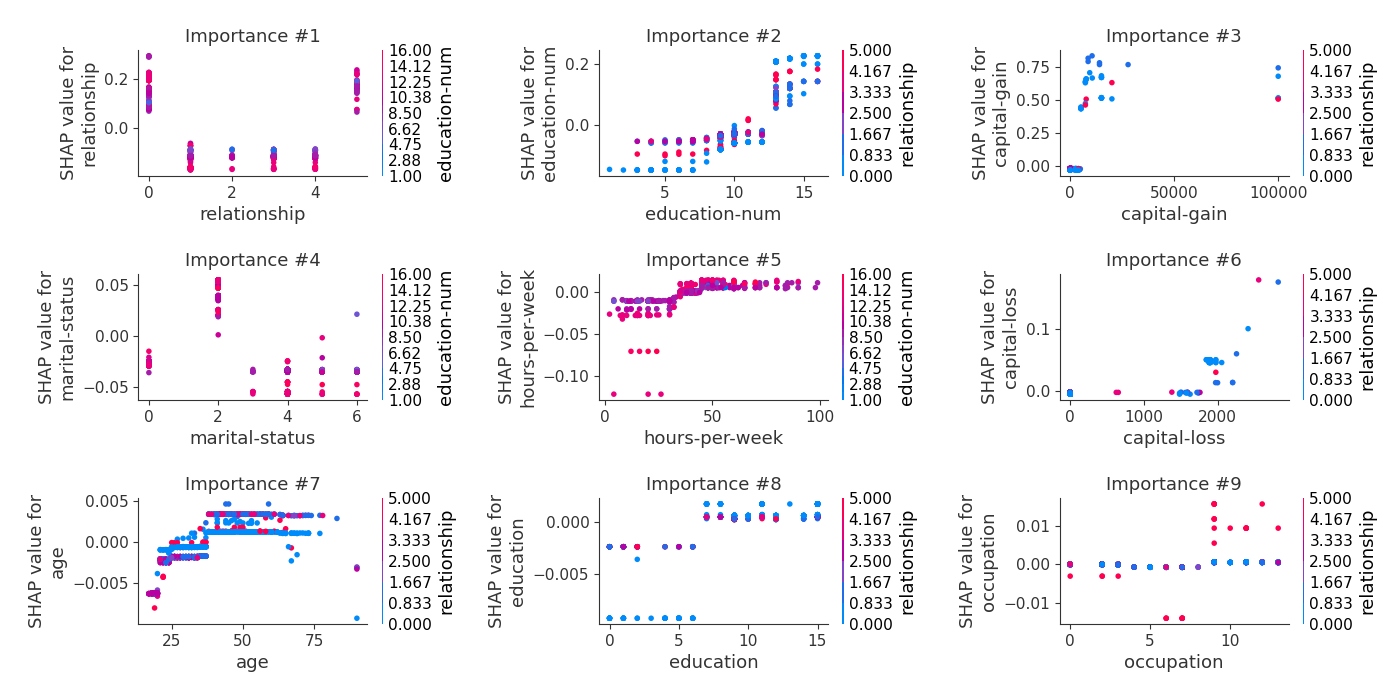 Importance #1
SHAP value for
relationship
0.2
0.0
0 2 4
relationship
16.00
14.12
12.25
10.38
8.50
6.62
4.75
2.88
1.00
education-num
Importance #2
SHAP value for
education-num
0.2
0.0
5 10 15
education-num
5.000
4.167
3.333
2.500
1.667
0.833
0.000
relationship
Importance #3
SHAP value for
capital-gain
0.75
0.50
0.25
0.00
0 50000 100000
capital-gain
5.000
4.167
3.333
2.500
1.667
0.833
0.000
relationship
Importance #4
SHAP value for
marital-status
0.05
0.00
−0.05
0 2 4 6
marital-status
16.00
14.12
12.25
10.38
8.50
6.62
4.75
2.88
1.00
education-num
Importance #5
SHAP value for
hours-per-week
0.00
−0.05
−0.10
0 50 100
hours-per-week
16.00
14.12
12.25
10.38
8.50
6.62
4.75
2.88
1.00
education-num
Importance #6
SHAP value for
capital-loss
0.1
0.0
0 1000 2000
capital-loss
5.000
4.167
3.333
2.500
1.667
0.833
0.000
relationship
Importance #7
SHAP value for
age
0.005
0.000
−0.005
25 50 75
age
5.000
4.167
3.333
2.500
1.667
0.833
0.000
relationship
Importance #8
SHAP value for
education
0.000
−0.005
0 5 10 15
education
5.000
4.167
3.333
2.500
1.667
0.833
0.000
relationship
Importance #9
SHAP value for
occupation
0.01
0.00
−0.01
0 5 10
occupation
5.000
4.167
3.333
2.500
1.667
0.833
0.000
relationship